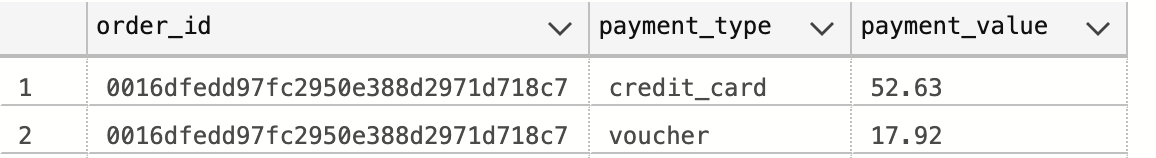 order_id payment_type payment_value
1 0016dfedd97fc2950e388d2971d718c7 credit_card 52.63
2 0016dfedd97fc2950e388d2971d718c7 voucher 17.92